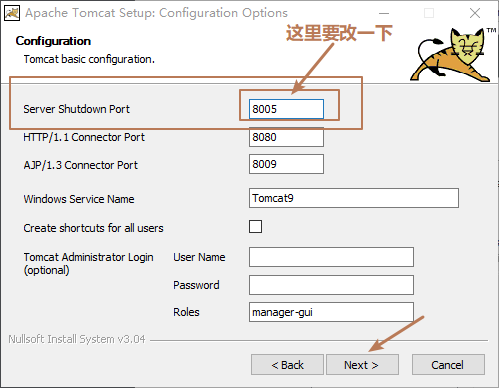 Apache Tomcat Setup: Configuration Options
这里要改一下
Configuration
Tomcat basic configuration.
Server Shutdown Port 8005
HTTP/1.1 Connector Port 8080
AJP/1.3 Connector Port 8009
Windows Service Name Tomcat9
Create shortcuts for all users
Tomcat Administrator Login User Name
(optional)
Password
Roles manager-gui
Nullsoft Install System v3.04
< Back Next > Cancel